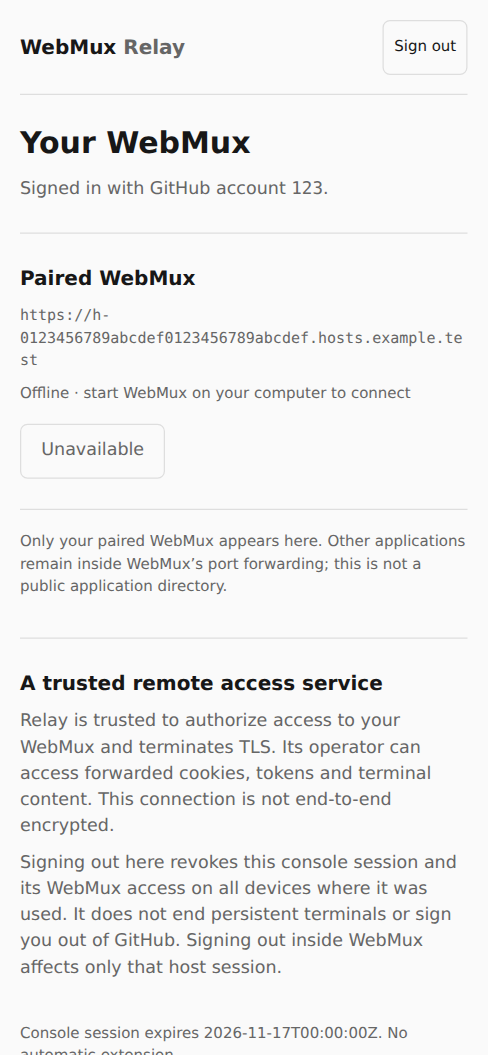 WebMux Relay
Sign out
Your WebMux
Signed in with GitHub account 123.
Paired WebMux
https://h-
0123456789abcdef0123456789abcdef.hosts.example.te
st
Offline · start WebMux on your computer to connect
Unavailable
Only your paired WebMux appears here. Other applications
remain inside WebMux’s port forwarding; this is not a
public application directory.
A trusted remote access service
Relay is trusted to authorize access to your
WebMux and terminates TLS. Its operator can
access forwarded cookies, tokens and terminal
content. This connection is not end-to-end
encrypted.
Signing out here revokes this console session and
its WebMux access on all devices where it was
used. It does not end persistent terminals or sign
you out of GitHub. Signing out inside WebMux
affects only that host session.
Console session expires 2026-11-17T00:00:00Z. No
automatic extension.